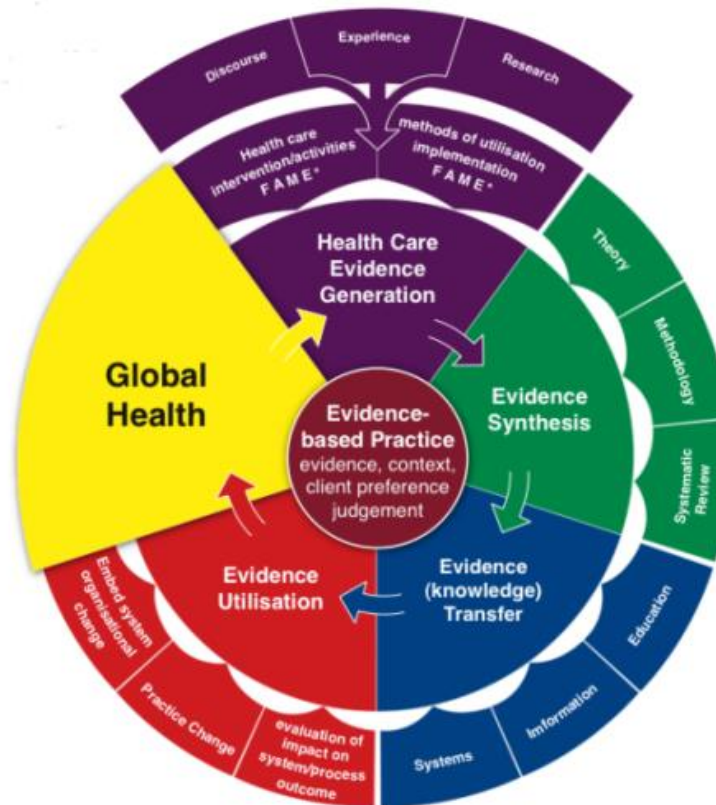 Discourse
Experience
Research
Health care
intervention/activities
F A M E*
methods of utilisation
implementation
F A M E*
Health Care
Evidence
Generation
Theory
Methodology
Systematic
Review
Evidence
Synthesis
Global
Health
Evidence-
based Practice
evidence, context,
client preference
judgement
Evidence
Utilisation
Evidence
(knowledge)
Transfer
Education
Imformation
Systems
Embed system
organisational
change
Practice Change
evaluation of
impact on
system/process
outcome